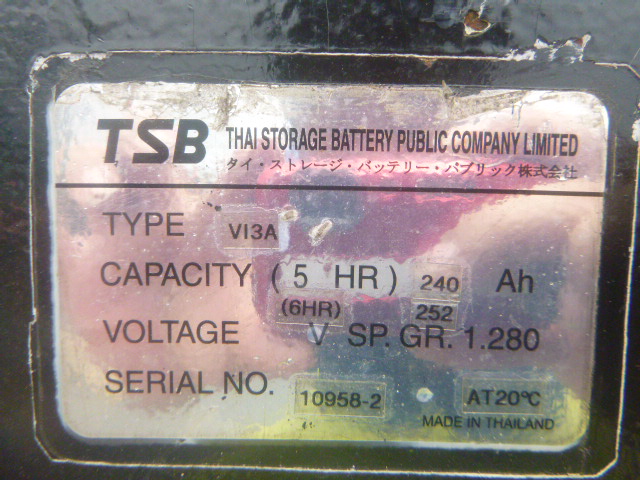 TSB THAI STORAGE BATTERY PUBLIC COMPANY LIMITED
タイ・ストレージ・バッテリー・パブリック株式会社
TYPE VI3A
CAPACITY (5 HR) 240 Ah
(6HR) 252
VOLTAGE V SP. GR. 1.280
SERIAL NO. 10958-2 AT20℃
MADE IN THAILAND